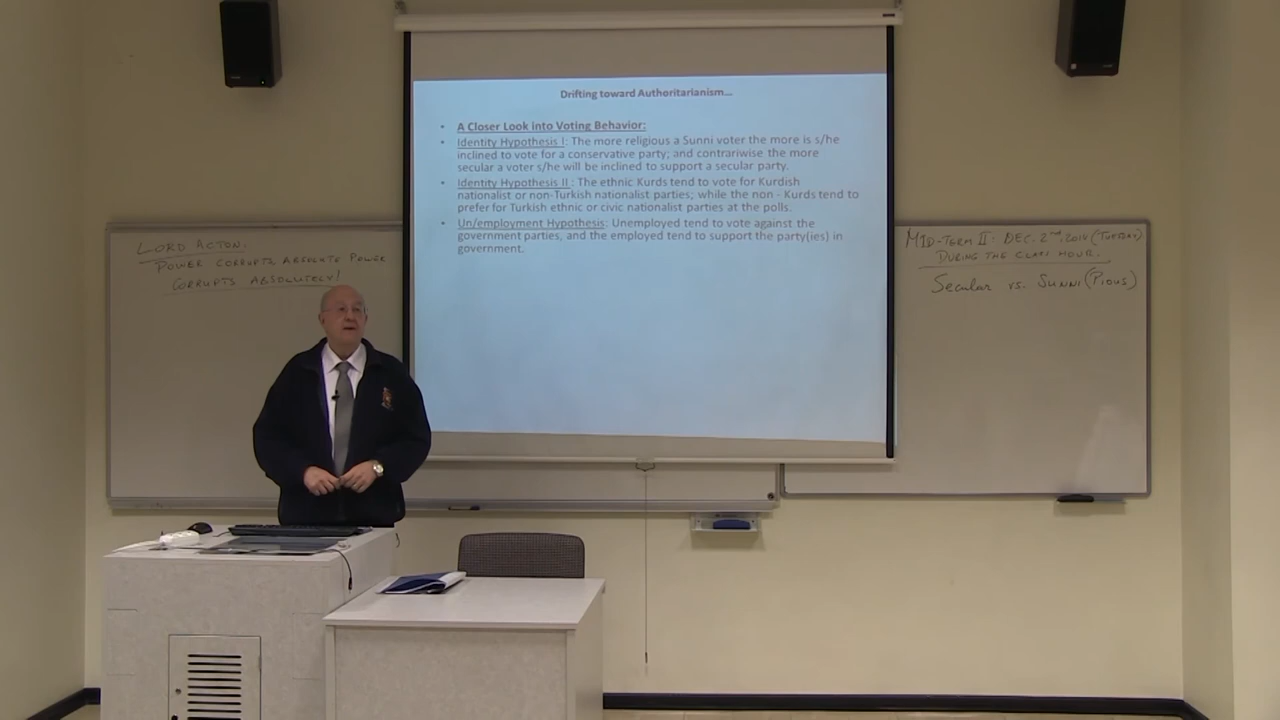 LORD ACTON:
POWER CORRUPTS, ABSOLUTE POWER
CORRUPTS ABSOLUTELY!
Drifting toward Authoritarianism...
• A Closer Look into Voting Behavior:
• Identity Hypothesis I: The more religious a Sunni voter the more is s/he
inclined to vote for a conservative party; and contrariwise the more
secular a voter s/he will be inclined to support a secular party.
• Identity Hypothesis II : The ethnic Kurds tend to vote for Kurdish
nationalist or non-Turkish nationalist parties; while the non - Kurds tend to
prefer for Turkish ethnic or civic nationalist parties at the polls.
• Un/employment Hypothesis: Unemployed tend to vote against the
government parties, and the employed tend to support the party(ies) in
government.
MID-TERM II: DEC. 2nd, 2014 (TUESDAY)
DURING THE CLASS HOUR.
Secular vs. SUNNI (PIOUS)